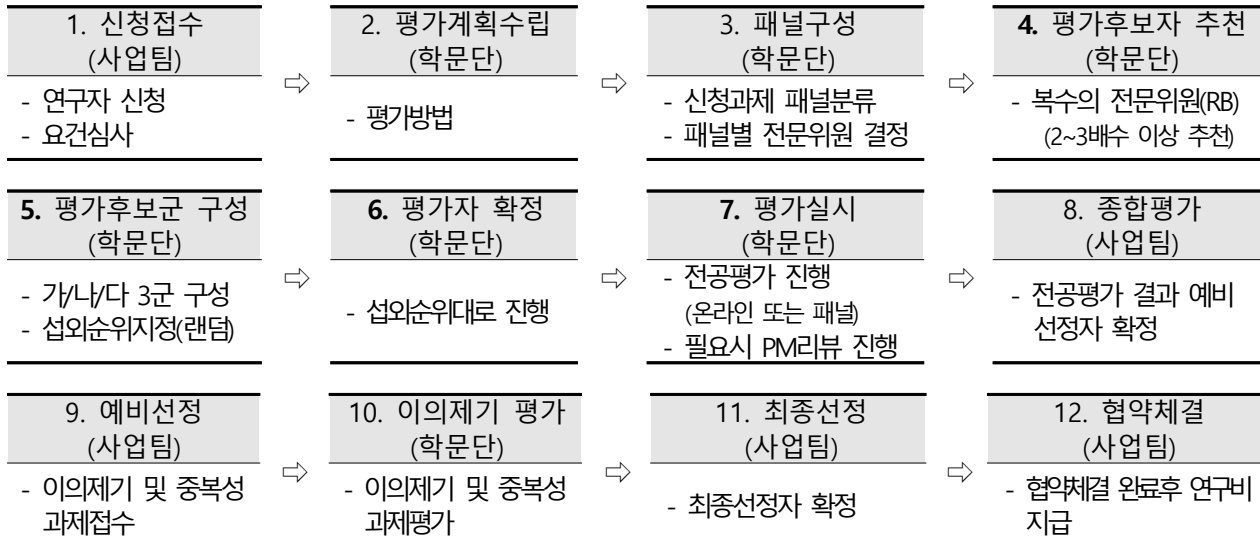 1. 신청접수
(사업팀)
- 연구자 신청
- 요건심사
⇨
2. 평가계획수립
(학문단)
- 평가방법
⇨
3. 패널구성
(학문단)
- 신청과제 패널분류
- 패널별 전문위원 결정
⇨
4. 평가후보자 추천
(학문단)
- 복수의 전문위원(RB)
(2~3배수 이상 추천)
5. 평가후보군 구성
(학문단)
- 가/나/다 3군 구성
- 섭외순위지정(랜덤)
⇨
6. 평가자 확정
(학문단)
- 섭외순위대로 진행
⇨
7. 평가실시
(학문단)
- 전공평가 진행
(온라인 또는 패널)
- 필요시 PM리뷰 진행
⇨
8. 종합평가
(사업팀)
- 전공평가 결과 예비
선정자 확정
9. 예비선정
(사업팀)
- 이의제기 및 중복성
과제접수
⇨
10. 이의제기 평가
(학문단)
- 이의제기 및 중복성
과제평가
⇨
11. 최종선정
(사업팀)
- 최종선정자 확정
⇨
12. 협약체결
(사업팀)
- 협약체결 완료후 연구비
지급